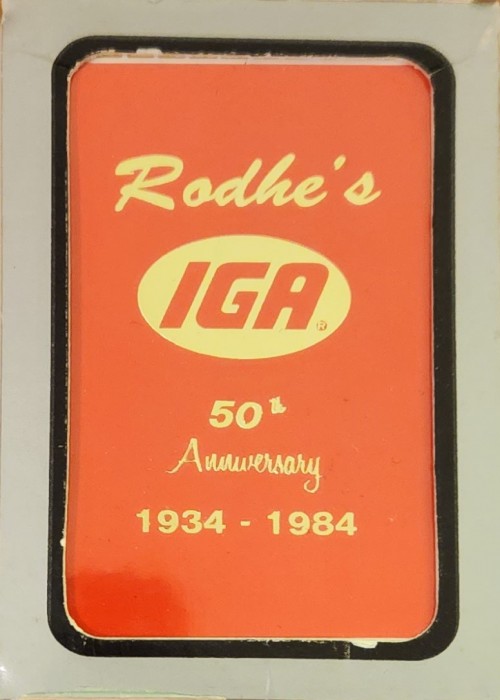 Rodhe's
IGA®
50th
Anniversary
1934 - 1984